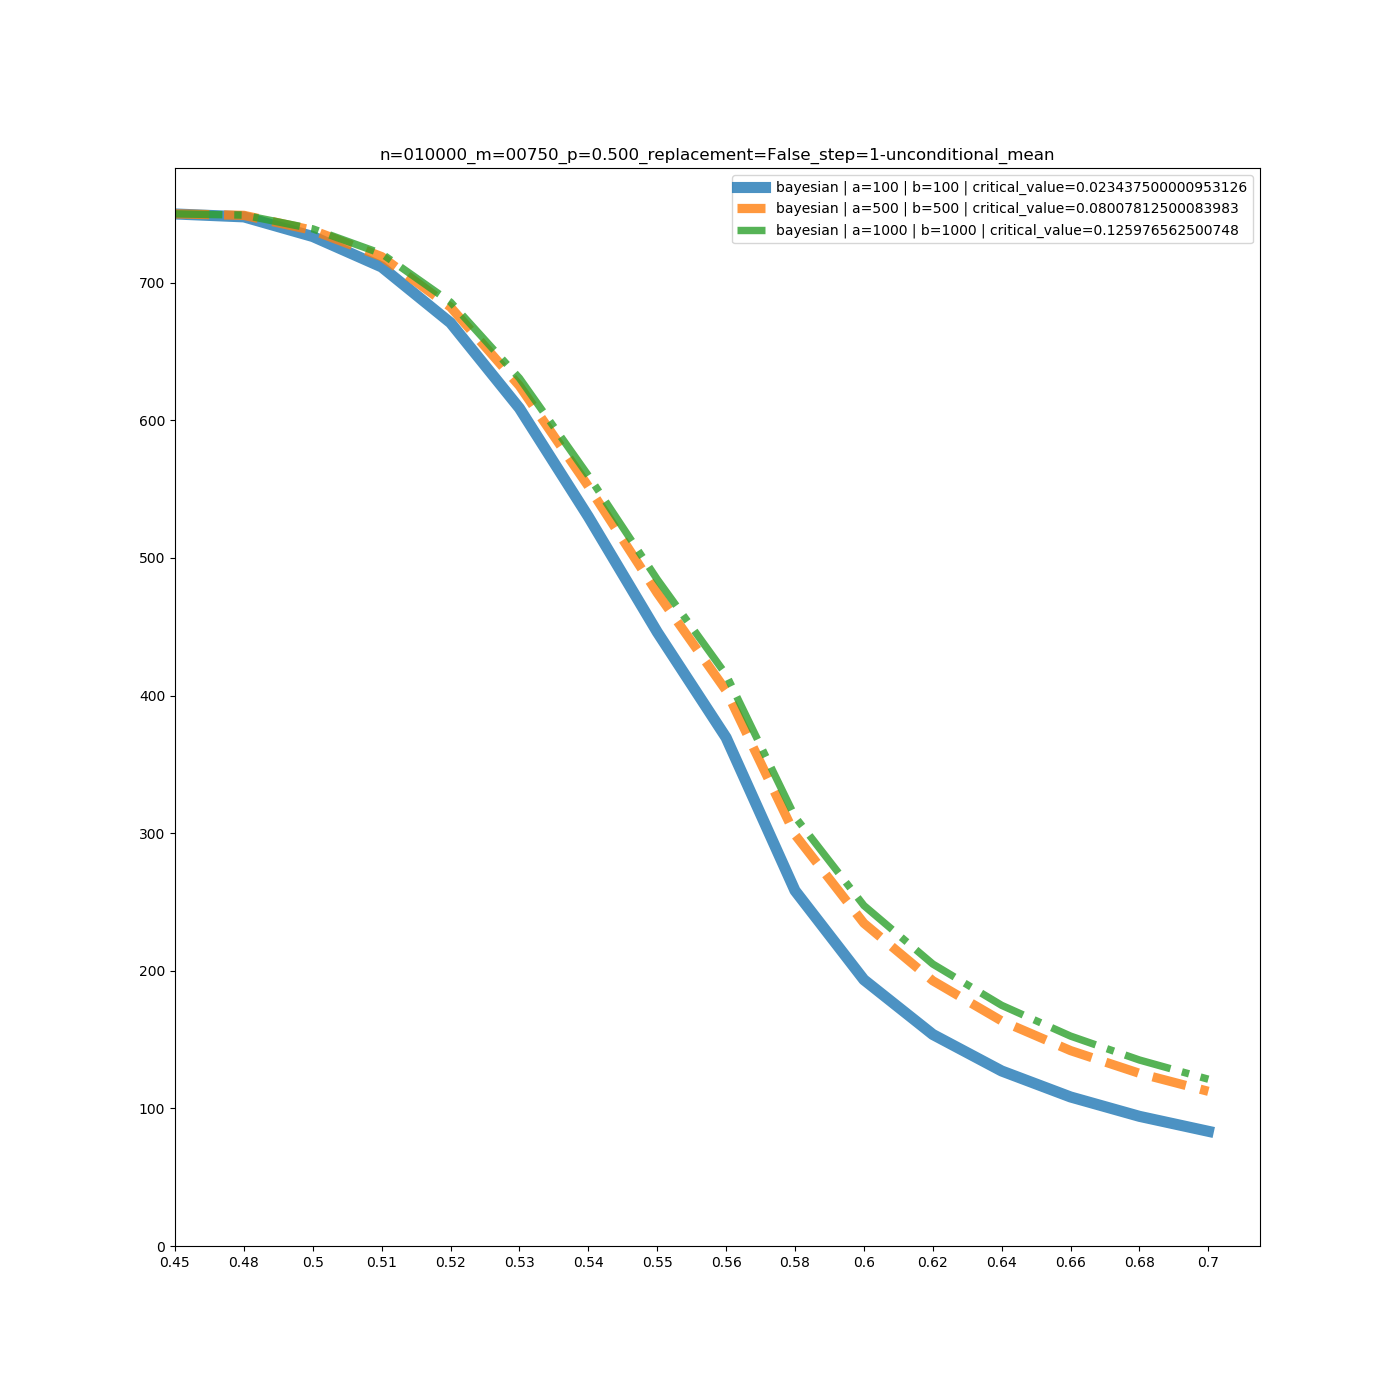 n=010000_m=00750_p=0.500_replacement=False_step=1-unconditional_mean
bayesian | a=100 | b=100 | critical_value=0.023437500000953126
bayesian | a=500 | b=500 | critical_value=0.08007812500083983
bayesian | a=1000 | b=1000 | critical_value=0.125976562500748
700
600
500
400
300
200
100
0
0.45 0.48 0.5 0.51 0.52 0.53 0.54 0.55 0.56 0.58 0.6 0.62 0.64 0.66 0.68 0.7